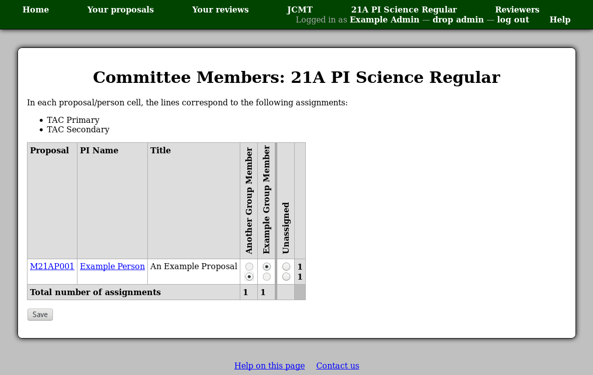 Home Your proposals Your reviews JCMT 21A PI Science Regular Reviewers
Logged in as Example Admin — drop admin — log out Help
Committee Members: 21A PI Science Regular
In each proposal/person cell, the lines correspond to the following assignments:
• TAC Primary
• TAC Secondary
Proposal PI Name Title Another Group Member Example Group Member Unassigned
M21AP001 Example Person An Example Proposal 1
1
Total number of assignments 1 1
Save
Help on this page Contact us